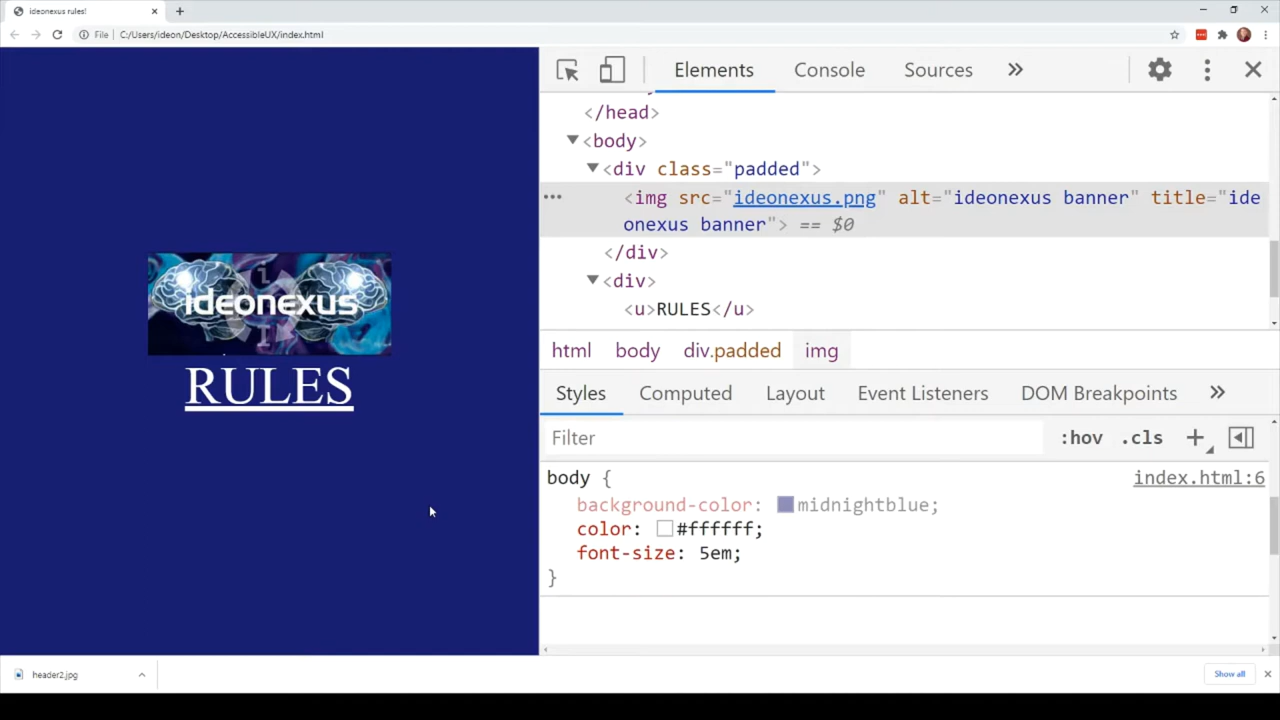 ideonexus rules!
File
C:/Users/ideon/Desktop/AccessibleUX/index.html
ideonexus
RULES
Elements Console Sources
</head>
<body>
<div class="padded">
<img src="ideonexus.png" alt="ideonexus banner" title="ide
onexus banner"> == $0
</div>
<div>
<u>RULES</u>
html body div.padded img
Styles Computed Layout Event Listeners DOM Breakpoints
Filter :hov .cls
body { index.html:6
background-color: midnightblue;
color: #ffffff;
font-size: 5em;
}
header2.jpg
Show all